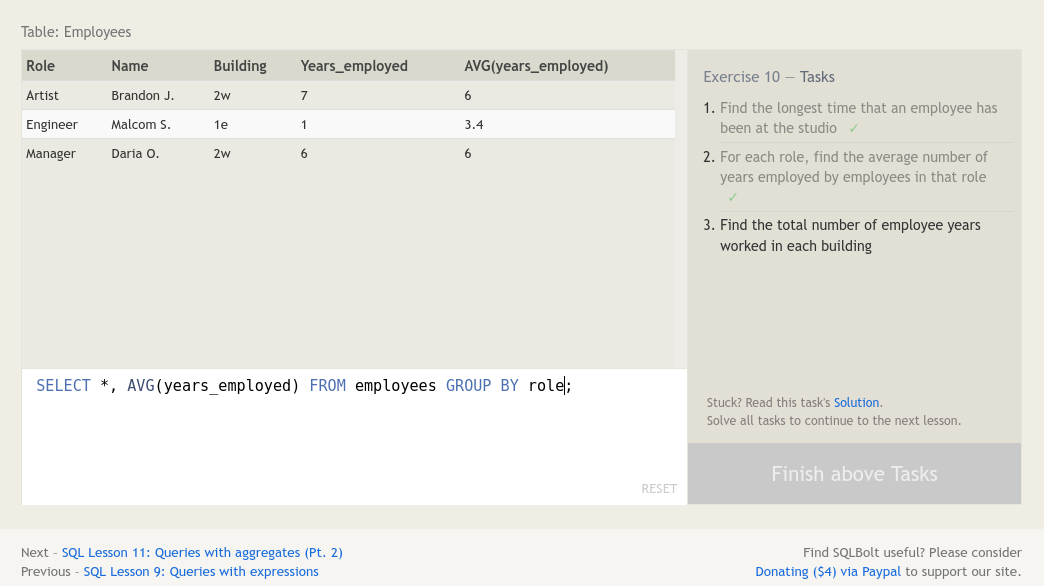 Table: Employees
Role Name Building Years_employed AVG(years_employed)
Artist Brandon J. 2w 7 6
Engineer Malcom S. 1e 1 3.4
Manager Daria O. 2w 6 6
SELECT *, AVG(years_employed) FROM employees GROUP BY role;
RESET
Exercise 10 — Tasks
1. Find the longest time that an employee has
been at the studio ✓
2. For each role, find the average number of
years employed by employees in that role
✓
3. Find the total number of employee years
worked in each building
Stuck? Read this task's Solution.
Solve all tasks to continue to the next lesson.
Finish above Tasks
Next - SQL Lesson 11: Queries with aggregates (Pt. 2)
Previous - SQL Lesson 9: Queries with expressions
Find SQLBolt useful? Please consider
Donating ($4) via Paypal to support our site.